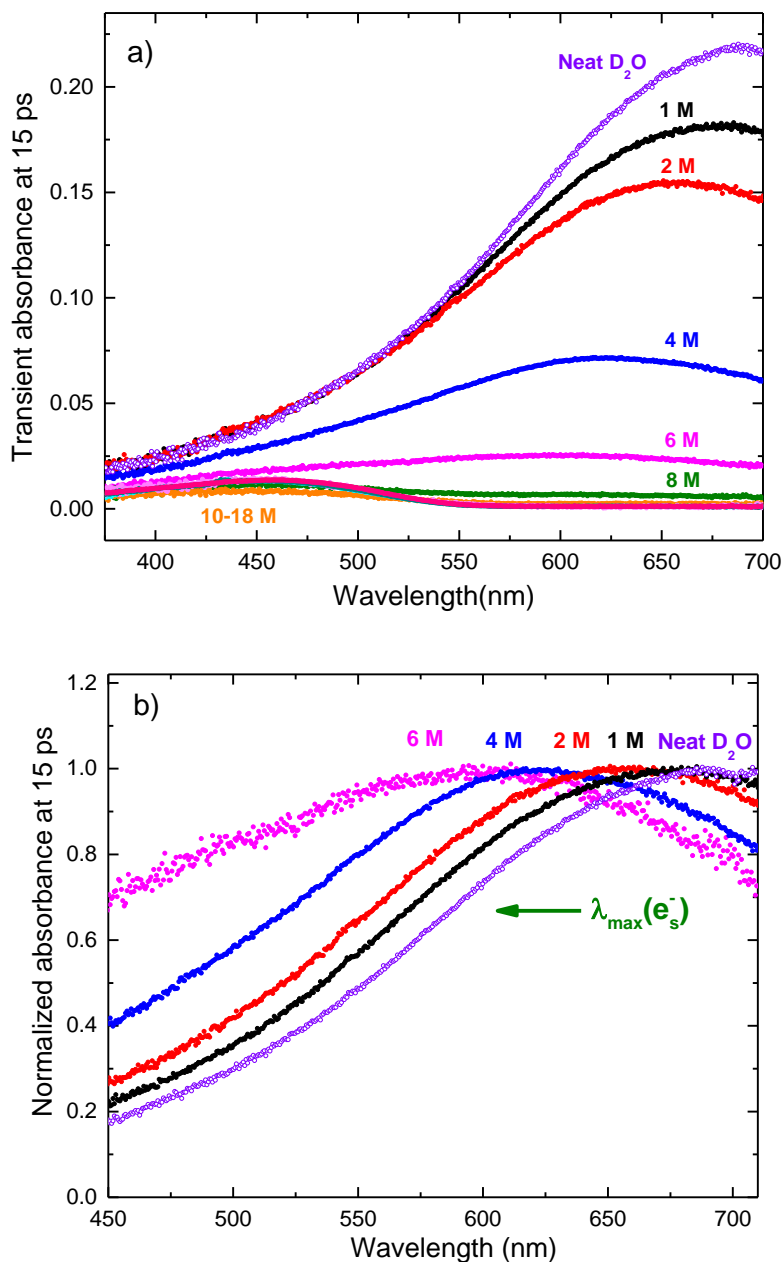 a)
Neat D₂O
1 M
2 M
4 M
6 M
8 M
10-18 M
0.20
0.15
0.10
0.05
0.00
Transient absorbance at 15 ps
400 450 500 550 600 650 700
Wavelength(nm)
b)
6 M 4 M 2 M 1 M Neat D₂O
λmax(e⁻s)
1.2
1.0
0.8
0.6
0.4
0.2
0.0
Normalized absorbance at 15 ps
450 500 550 600 650 700
Wavelength (nm)